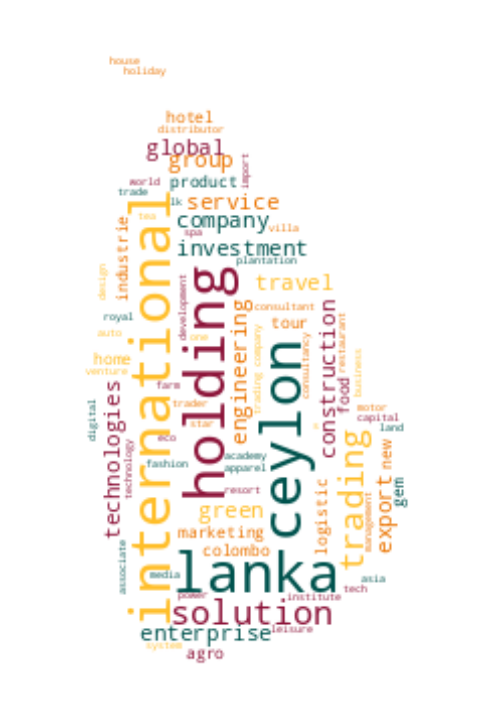 house
holiday
hotel
distributor
global
group
import
world
product
trade
lk
service
tea
company
spa
villa
industrie
investment
plantation
international
holding
travel
design
development
royal
engineering
consultant
construction
tour
auto
one
trading company
consultancy
restaurant
ceylon
home
venture
business
technologies
farm
food
digital
trader
motor
capital
star
land
eco
trading
new
technology
fashion
academy
apparel
export
gem
resort
logistic
management
green
marketing
colombo
associate
media
lanka
asia
tech
power
institute
solution
enterprise
leisure
system
agro